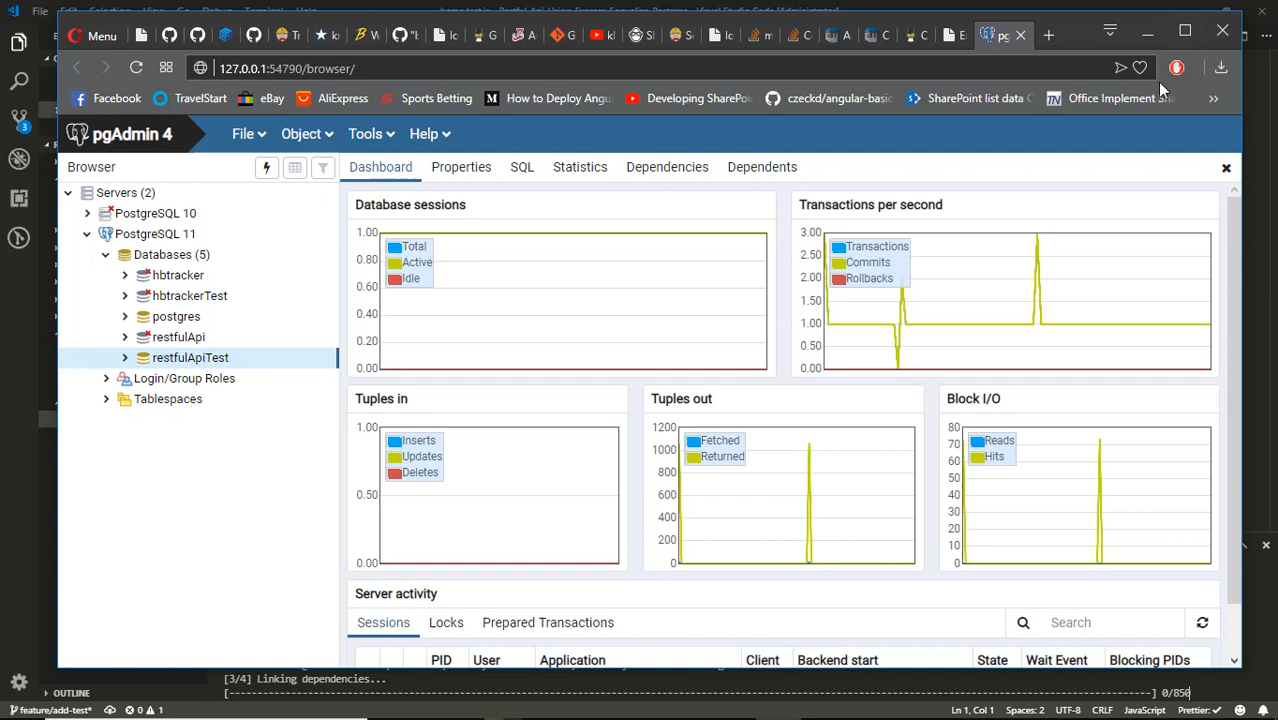 Menu
127.0.0.1:54790/browser/
Facebook TravelStart eBay AliExpress Sports Betting How to Deploy Angu Developing SharePoi czeckd/angular-basic SharePoint list data C Office Implement
pgAdmin 4 File Object Tools Help
Browser
Dashboard Properties SQL Statistics Dependencies Dependents
Servers (2)
PostgreSQL 10
PostgreSQL 11
Databases (5)
hbtracker
hbtrackerTest
postgres
restfulApi
restfulApiTest
Login/Group Roles
Tablespaces
Database sessions
1.00
0.80
0.60
0.40
0.20
0.00
Total
Active
Idle
Transactions per second
3.00
2.50
2.00
1.50
1.00
0.50
0.00
Transactions
Commits
Rollbacks
Tuples in
1.00
0.50
0.00
Inserts
Updates
Deletes
Tuples out
1200
1000
800
600
400
200
0
Fetched
Returned
Block I/O
80
70
60
50
40
30
20
10
0
Reads
Hits
Server activity
Sessions Locks Prepared Transactions Search
PID User Application Client Backend start State Wait Event Blocking PIDs
[3/4] Linking dependencies...
[----------------------------------------------------------------------] 0/850
OUTLINE
feature/add-test* 0 1 Ln 1, Col 1 Spaces: 2 UTF-8 CRLF JavaScript Prettier: ✓